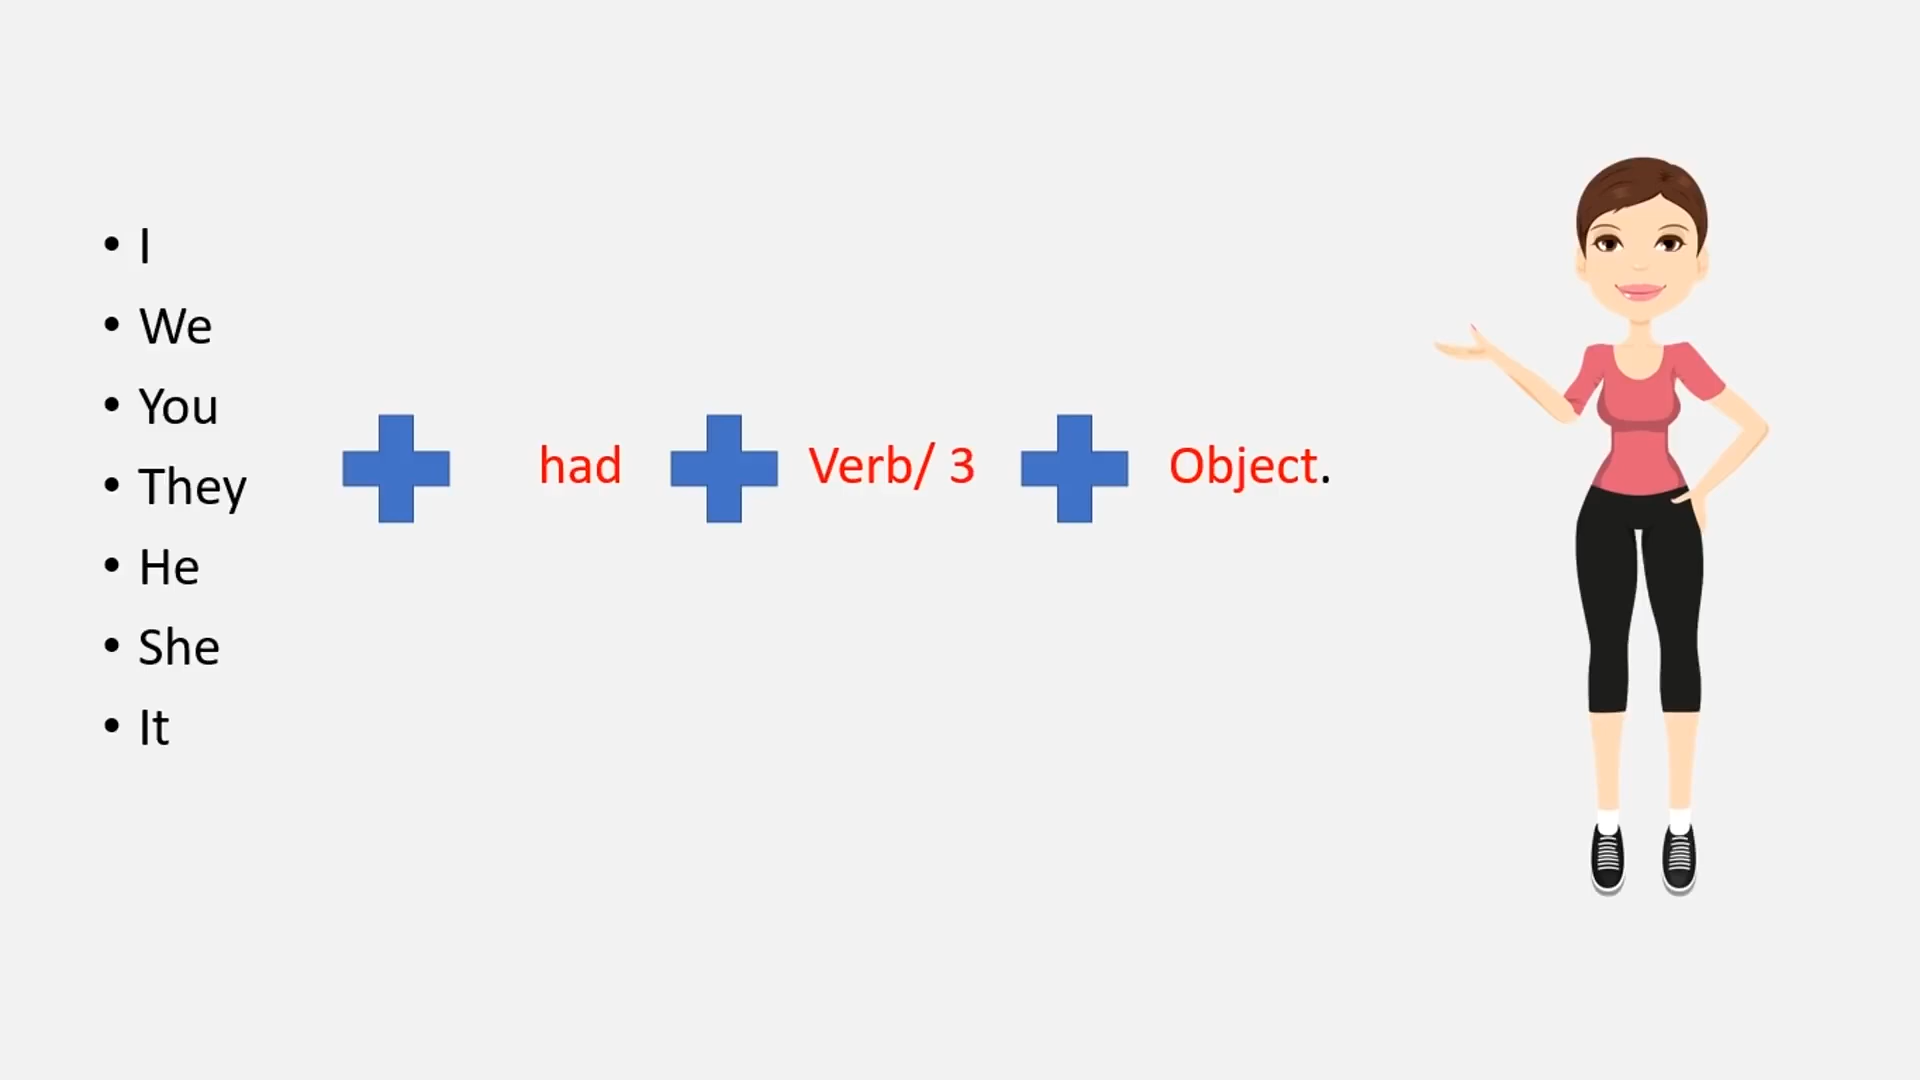 • I
• We
• You
• They
• He
• She
• It
had Verb/ 3 Object.